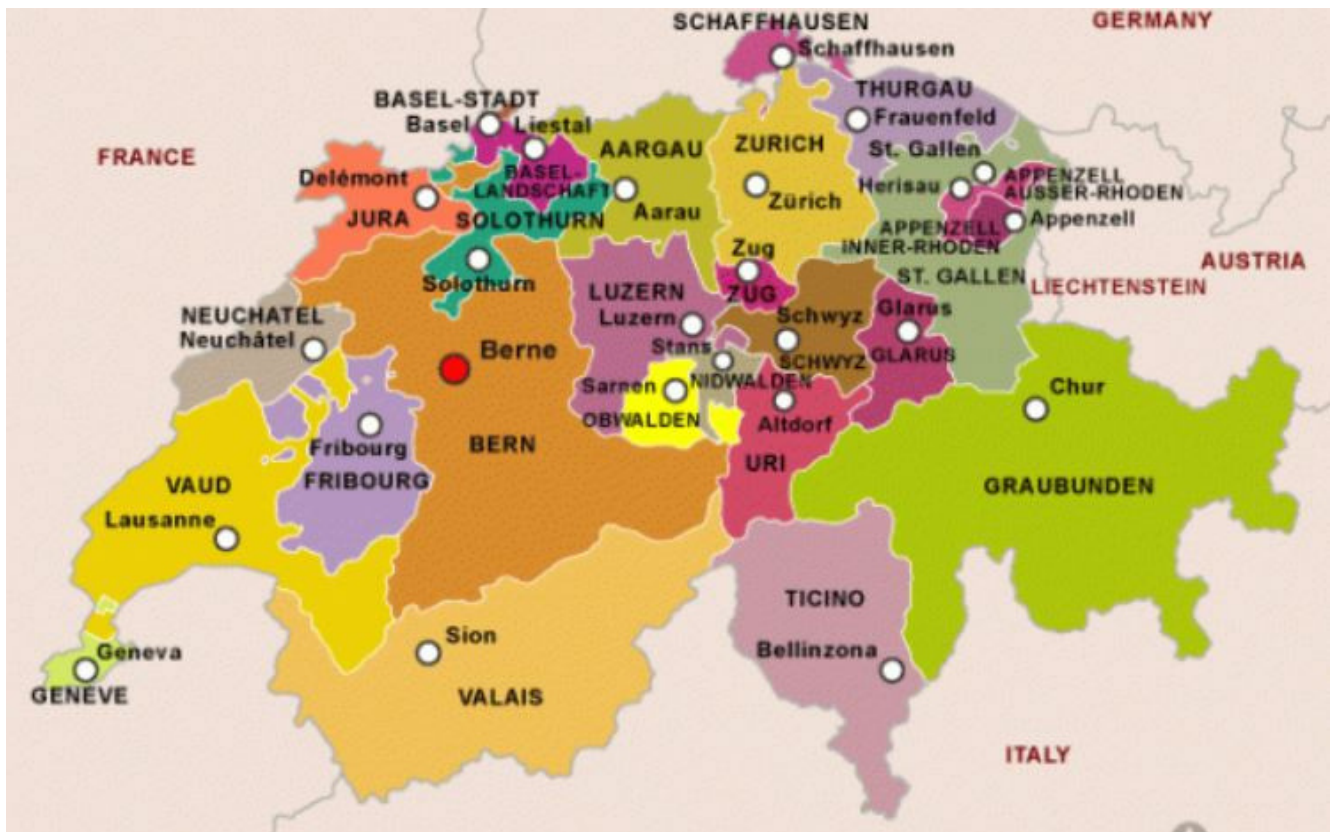 SCHAFFHAUSEN
GERMANY
Schaffhausen
THURGAU
BASEL-STADT
Basel
Liestal
Frauenfeld
ZURICH
AARGAU
St. Gallen
FRANCE
BASEL-
LANDSCHAFT
Delémont
Herisau
APPENZELL
AUSSER-RHODEN
Zürich
Aarau
JURA
SOLOTHURN
APPENZELL
INNER-RHODEN
Appenzell
Zug
AUSTRIA
Solothurn
ST. GALLEN
LIECHTENSTEIN
LUZERN
ZUG
NEUCHATEL
Neuchâtel
Luzern
Schwyz
Glarus
Berne
Stans
SCHWYZ
GLARUS
Sarnen
NIDWALDEN
Chur
OBWALDEN
Altdorf
Fribourg
FRIBOURG
BERN
URI
VAUD
GRAUBUNDEN
Lausanne
TICINO
Sion
Geneva
Bellinzona
GENEVE
VALAIS
ITALY